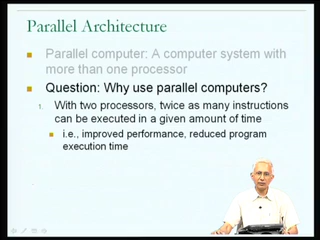 Parallel Architecture
Parallel computer: A computer system with
more than one processor
Question: Why use parallel computers?
1. With two processors, twice as many instructions
can be executed in a given amount of time
i.e., improved performance, reduced program
execution time